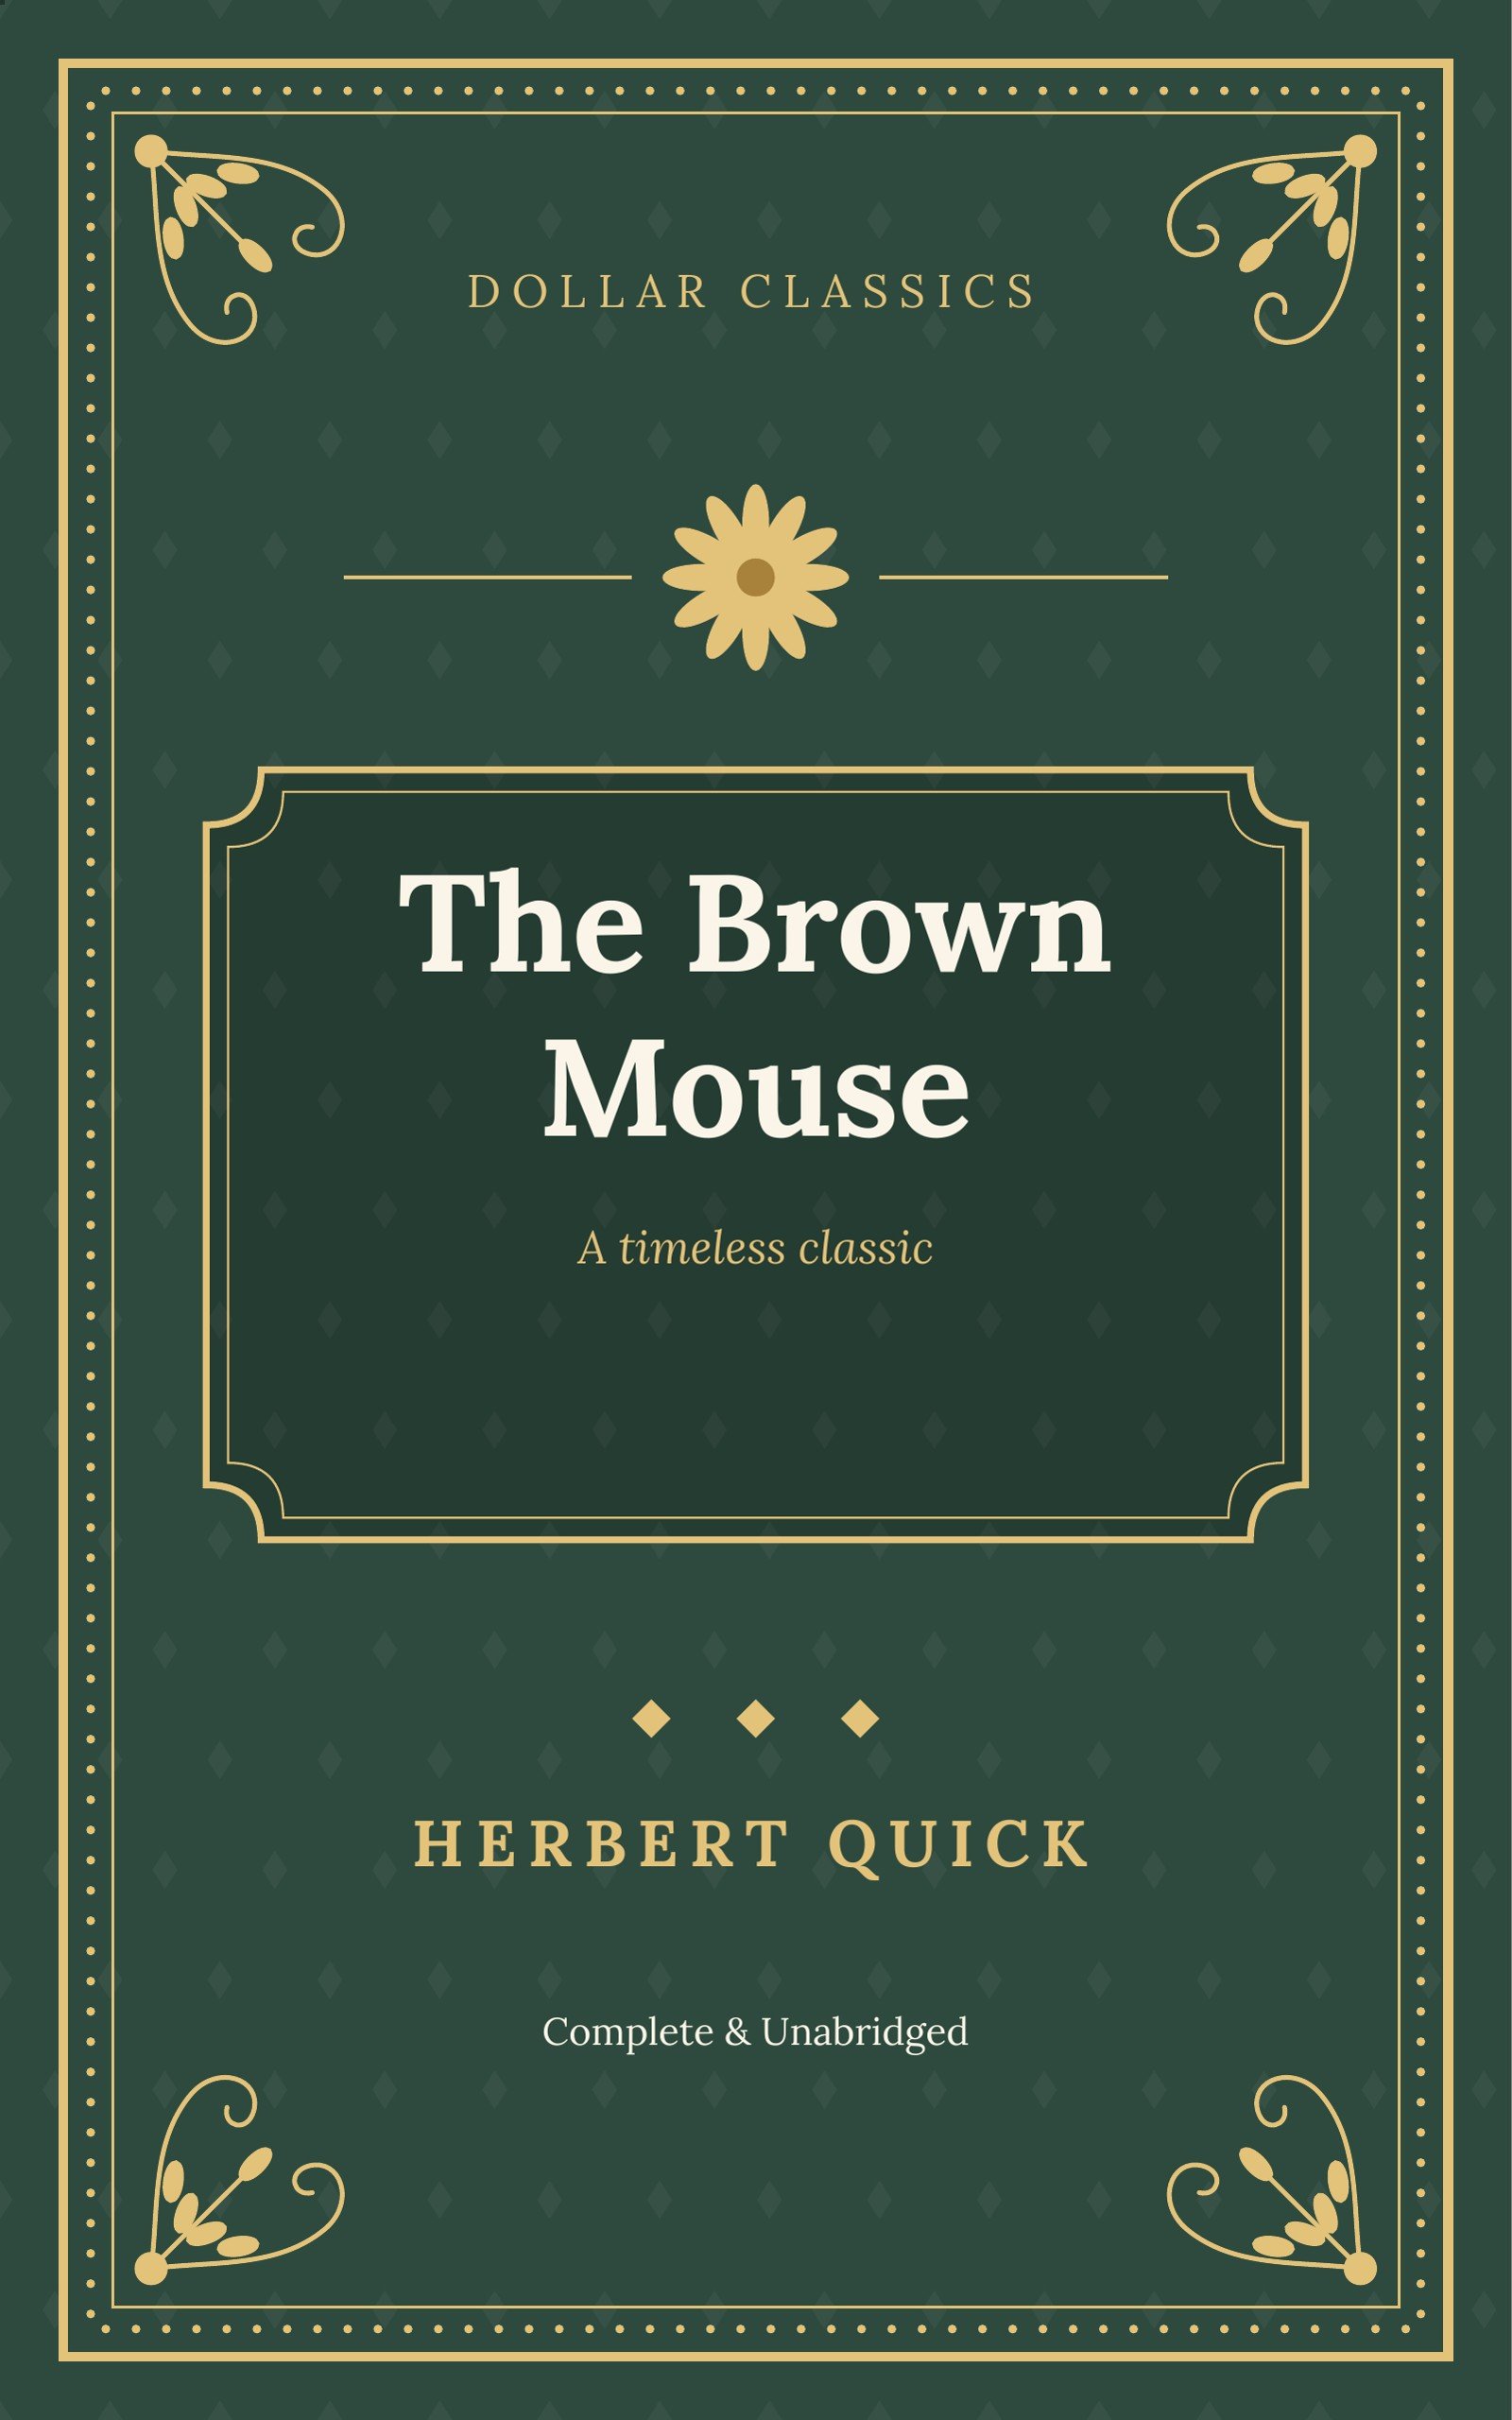 DOLLAR CLASSICS
The Brown
Mouse
A timeless classic
HERBERT QUICK
Complete & Unabridged